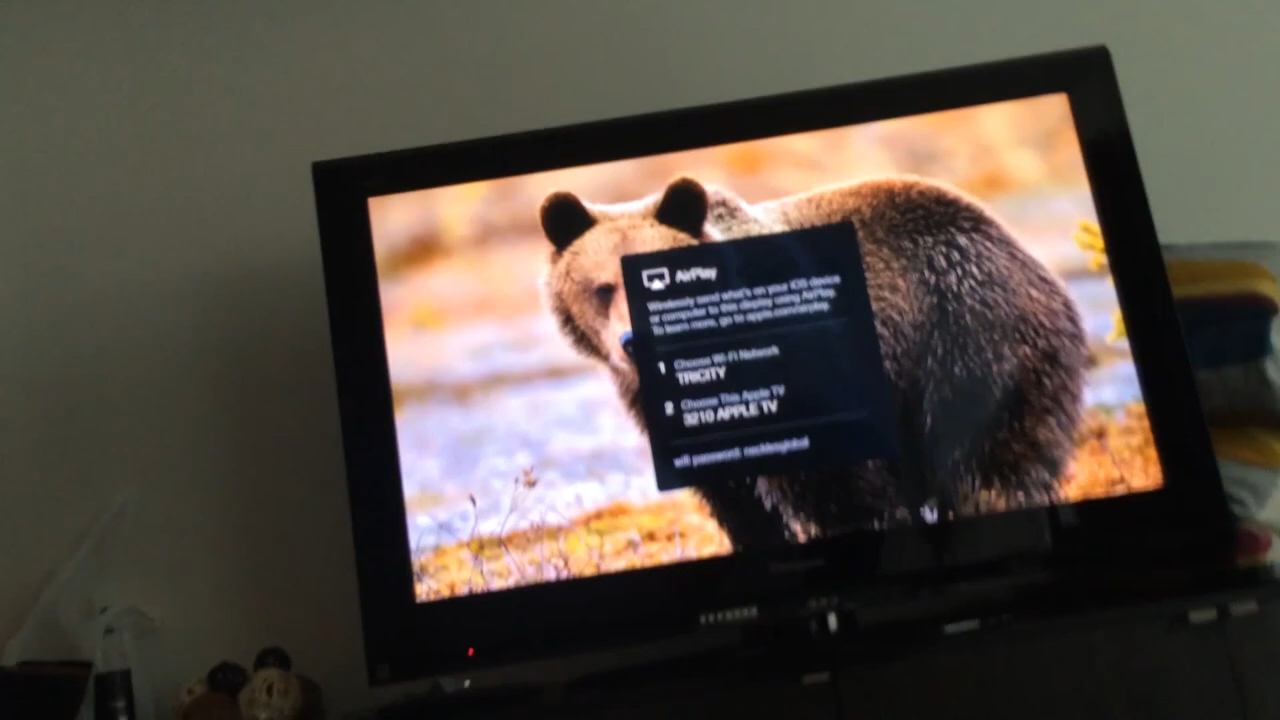 AirPlay
Wirelessly send what's on your iOS device
or computer to this display using AirPlay.
To learn more, go to apple.com/airplay.
1 Choose Wi-Fi Network
TRICITY
2 Choose This Apple TV
3210 APPLE TV
wifi password: